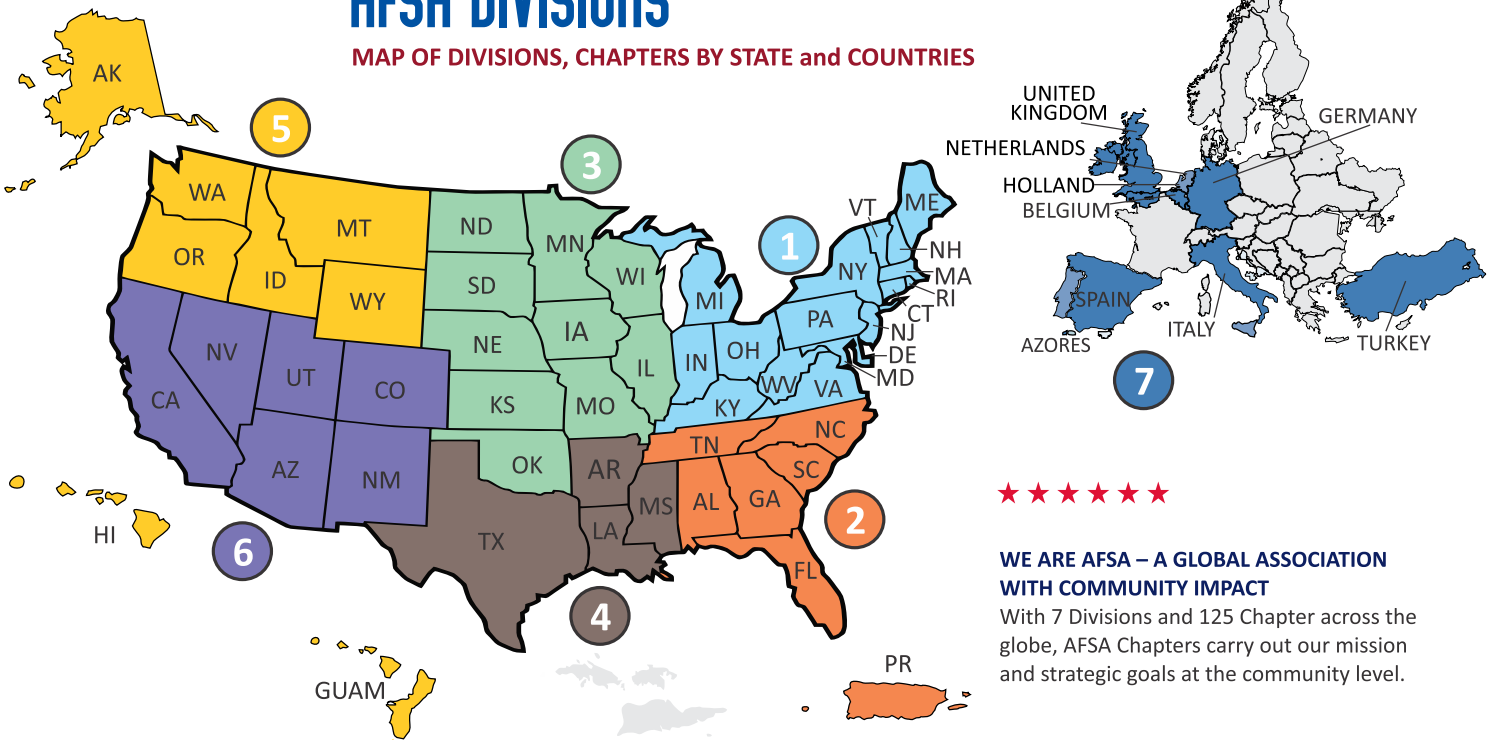 AFSA DIVISIONS
MAP OF DIVISIONS, CHAPTERS BY STATE and COUNTRIES
AK
5
3
1
WA
OR
ID
MT
WY
ND
SD
NE
KS
OK
MN
IA
MO
WI
IL
MI
IN
OH
KY
WV
VA
PA
NY
VT
ME
NH
MA
RI
CT
NJ
DE
MD
CA
NV
UT
CO
AZ
NM
TX
AR
LA
MS
TN
NC
SC
AL
GA
FL
HI
6
4
2
GUAM
PR
UNITED
KINGDOM
NETHERLANDS
HOLLAND
BELGIUM
GERMANY
SPAIN
AZORES
ITALY
TURKEY
7
WE ARE AFSA – A GLOBAL ASSOCIATION
WITH COMMUNITY IMPACT
With 7 Divisions and 125 Chapter across the
globe, AFSA Chapters carry out our mission
and strategic goals at the community level.